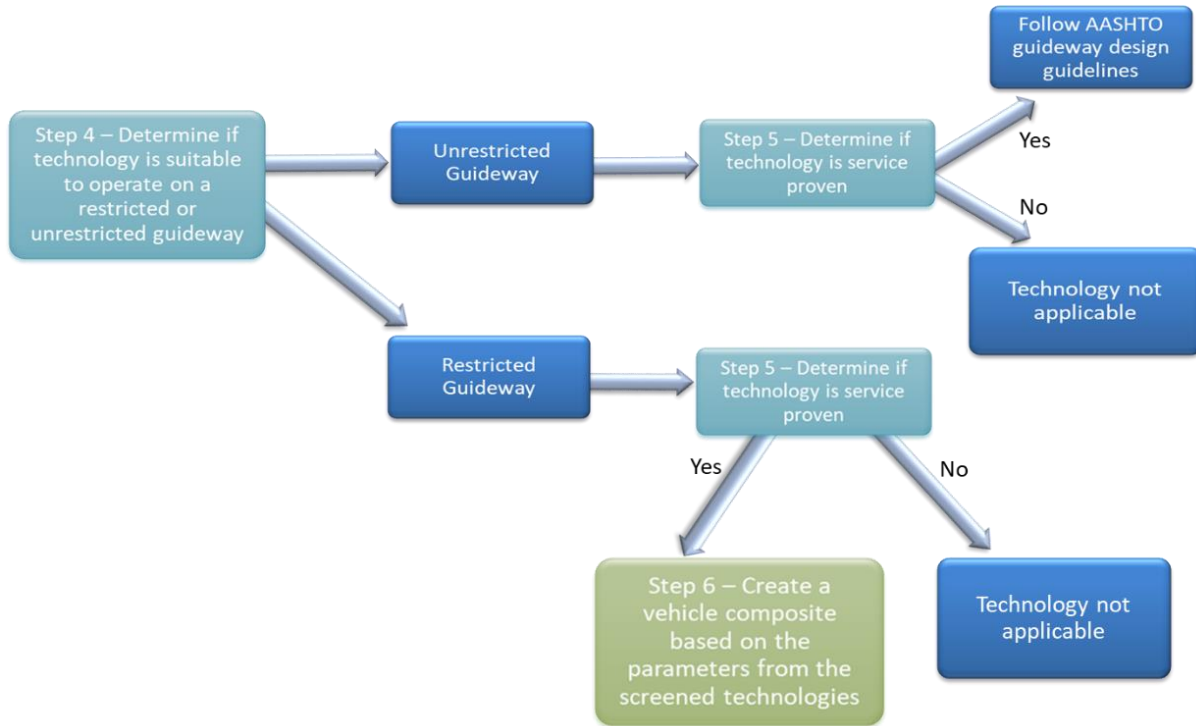 Follow AASHTO
guideway design
guidelines
Step 4 – Determine if
technology is suitable
to operate on a
restricted or
unrestricted guideway
Unrestricted
Guideway
Step 5 – Determine if
technology is service
proven
Yes
No
Technology not
applicable
Restricted
Guideway
Step 5 – Determine if
technology is service
proven
Yes
No
Step 6 – Create a
vehicle composite
based on the
parameters from the
screened technologies
Technology not
applicable